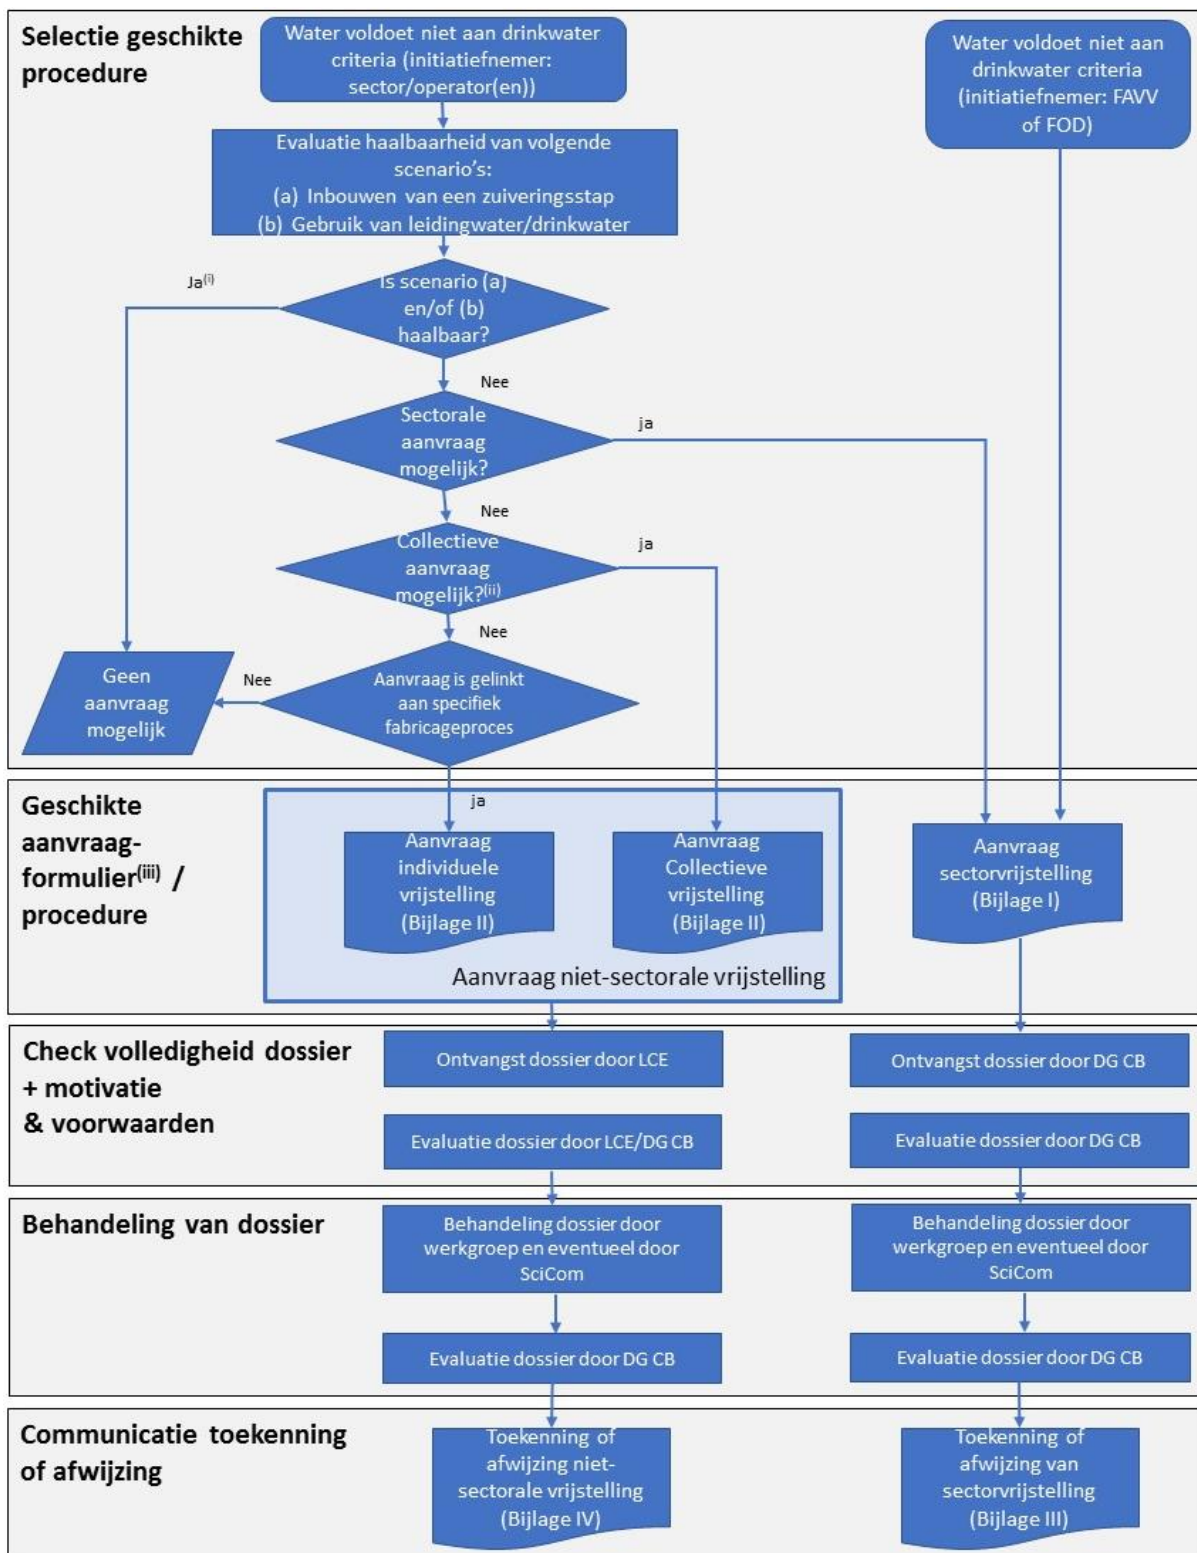 Selectie geschikte
procedure
Water voldoet niet aan drinkwater
criteria (initiatiefnemer:
sector/operator(en))
Water voldoet niet aan
drinkwater criteria
(initiatiefnemer: FAVV
of FOD)
Evaluatie haalbaarheid van volgende
scenario's:
(a) Inbouwen van een zuiveringsstap
(b) Gebruik van leidingwater/drinkwater
Ja(i)
Is scenario (a)
en/of (b)
haalbaar?
Nee
Sectorale
aanvraag
mogelijk?
ja
Nee
Collectieve
aanvraag
mogelijk?(ii)
ja
Nee
Geen
aanvraag
mogelijk
Nee
Aanvraag is gelinkt
aan specifiek
fabricageproces
Geschikte
aanvraag-
formulier(iii) /
procedure
ja
Aanvraag
individuele
vrijstelling
(Bijlage II)
Aanvraag
Collectieve
vrijstelling
(Bijlage II)
Aanvraag
sectorvrijstelling
(Bijlage I)
Aanvraag niet-sectorale vrijstelling
Check volledigheid dossier
+ motivatie
& voorwaarden
Ontvangst dossier door LCE
Ontvangst dossier door DG CB
Evaluatie dossier door LCE/DG CB
Evaluatie dossier door DG CB
Behandeling van dossier
Behandeling dossier door
werkgroep en eventueel door
SciCom
Behandeling dossier door
werkgroep en eventueel door
SciCom
Evaluatie dossier door DG CB
Evaluatie dossier door DG CB
Communicatie toekenning
of afwijzing
Toekenning of
afwijzing niet-
sectorale vrijstelling
(Bijlage IV)
Toekenning of
afwijzing van
sectorvrijstelling
(Bijlage III)